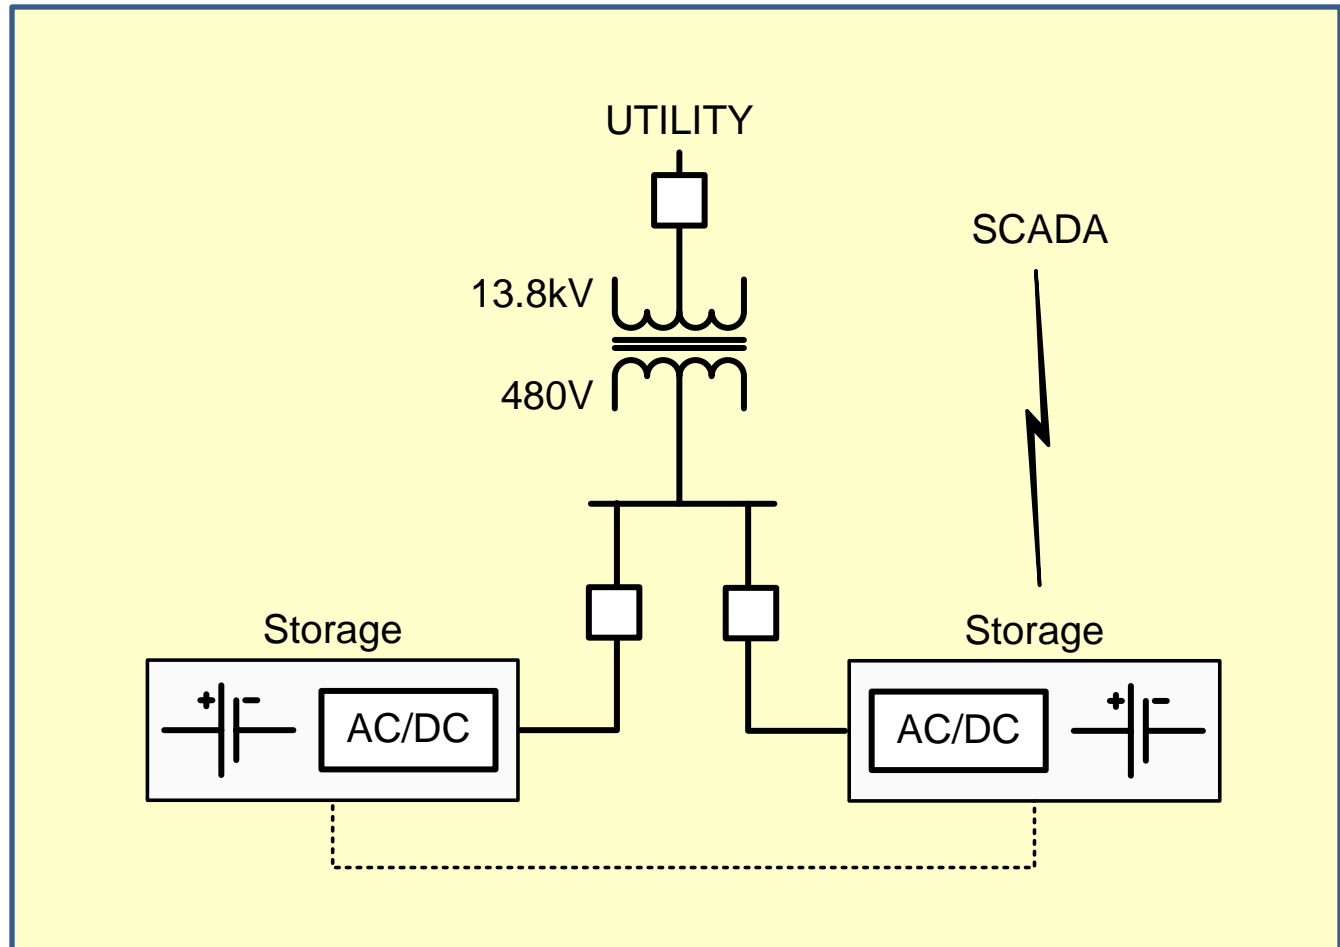 UTILITY
SCADA
13.8kV
480V
Storage
Storage
+ -
AC/DC
AC/DC
+ -